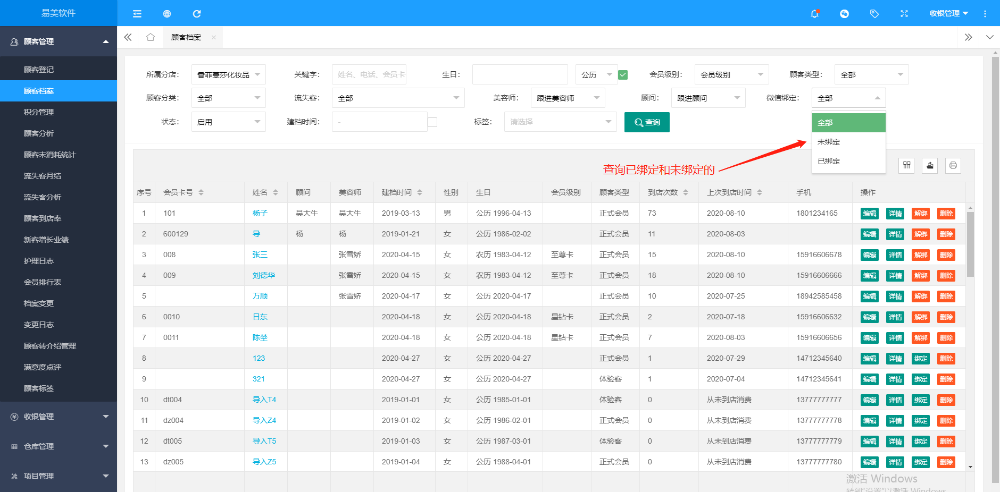 易美软件
收银管理
顾客管理
顾客登记
顾客档案
积分管理
顾客分析
顾客未消耗统计
流失客月结
流失客分析
顾客到店率
新客增长业绩
护理日志
会员排行表
档案变更
变更日志
顾客转介绍管理
满意度点评
顾客标签
收银管理
仓库管理
项目管理
顾客档案
所属分店： 香菲蔓莎化妆品 关键字： 姓名、电话、会员卡 生日： 公历 会员级别： 会员级别 顾客类型： 全部
顾客分类： 全部 流失客： 全部 美容师： 跟进美容师 顾问： 跟进顾问 微信绑定： 全部
状态： 启用 建档时间： - 标签： 请选择 查询
全部
未绑定
已绑定
查询已绑定和未绑定的
序号 会员卡号 姓名 顾问 美容师 建档时间 性别 生日 会员级别 顾客类型 到店次数 上次到店时间 手机 操作
1 101 杨子 吴大牛 吴大牛 2019-03-13 男 公历 1996-04-13 正式会员 73 2020-08-10 1801234165 编辑 详情 解绑 删除
2 600129 导 杨 杨 2019-01-21 女 公历 1986-02-02 正式会员 11 2020-08-03 编辑 详情 解绑 删除
3 008 张三 张雪娇 2020-04-15 女 农历 1983-04-12 至尊卡 正式会员 15 2020-08-10 15916606678 编辑 详情 解绑 删除
4 009 刘德华 张雪娇 2020-04-15 女 农历 1983-04-12 至尊卡 正式会员 18 2020-08-10 15916606666 编辑 详情 解绑 删除
5 万顺 张雪娇 2020-04-17 女 公历 2020-04-17 正式会员 10 2020-07-25 18942585458 编辑 详情 解绑 删除
6 0010 日东 2020-04-18 女 公历 2020-04-18 星钻卡 正式会员 2 2020-07-18 15916606632 编辑 详情 解绑 删除
7 0011 陈埜 2020-04-18 女 公历 2020-04-18 星钻卡 正式会员 7 2020-08-03 15916606656 编辑 详情 解绑 删除
8 123 2020-04-27 女 公历 2020-04-27 正式会员 1 2020-07-29 14712345640 编辑 详情 绑定 删除
9 321 2020-04-27 女 公历 2020-04-27 体验客 1 2020-07-04 14712345641 编辑 详情 绑定 删除
10 dt004 导入T4 2019-01-01 女 公历 1985-01-01 体验客 0 从未到店消费 13777777777 编辑 详情 绑定 删除
11 dz004 导入Z4 2019-01-02 女 公历 1986-02-01 正式会员 0 从未到店消费 13777777778 编辑 详情 绑定 删除
12 dt005 导入T5 2019-01-03 女 公历 1987-03-01 体验客 0 从未到店消费 13777777779 编辑 详情 绑定 删除
13 dz005 导入Z5 2019-01-04 女 公历 1988-04-01 正式会员 0 从未到店消费 13777777780 编辑 详情 绑定 删除
激活 Windows
转到"设置"以激活 Windows